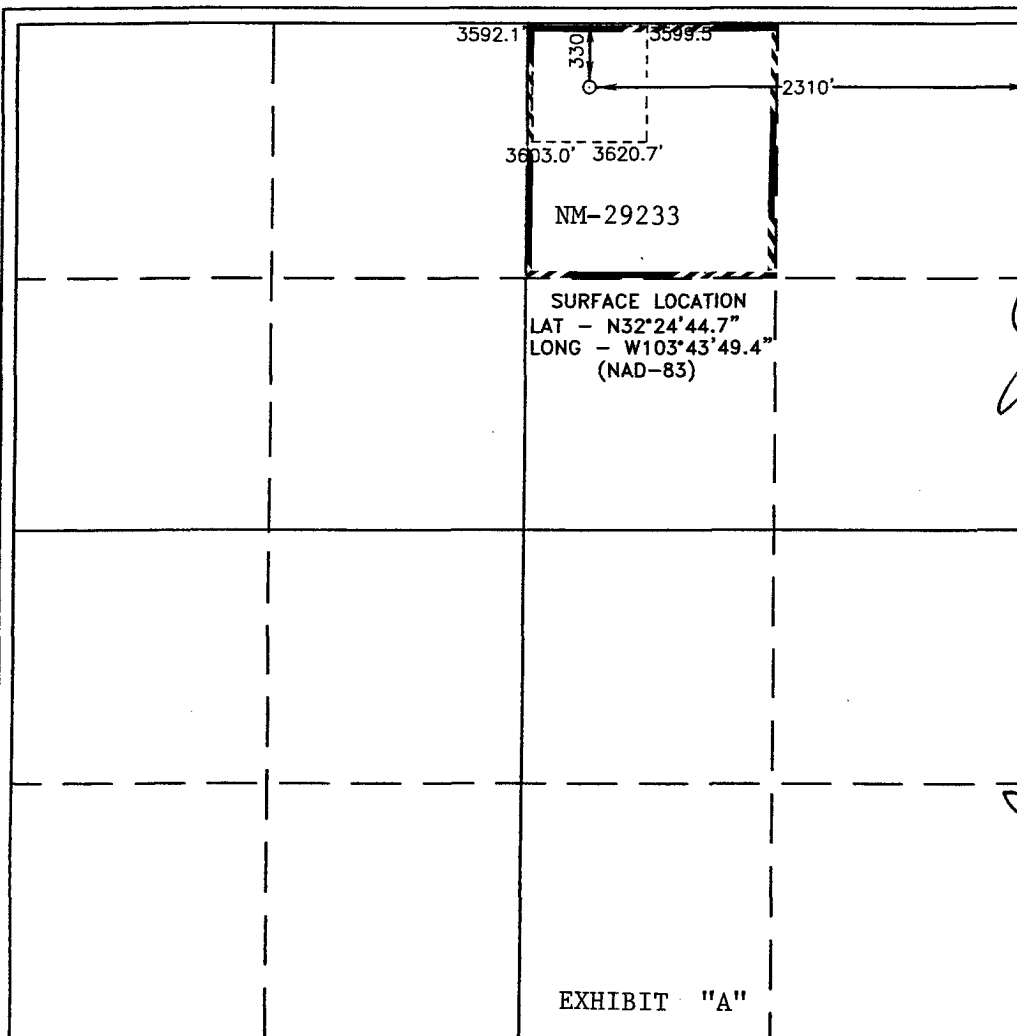 3592.1'
3599.5'
330'
2310'
3603.0' 3620.7'
NM-29233
SURFACE LOCATION
LAT – N32°24'44.7"
LONG – W103°43'49.4"
(NAD–83)
EXHIBIT "A"